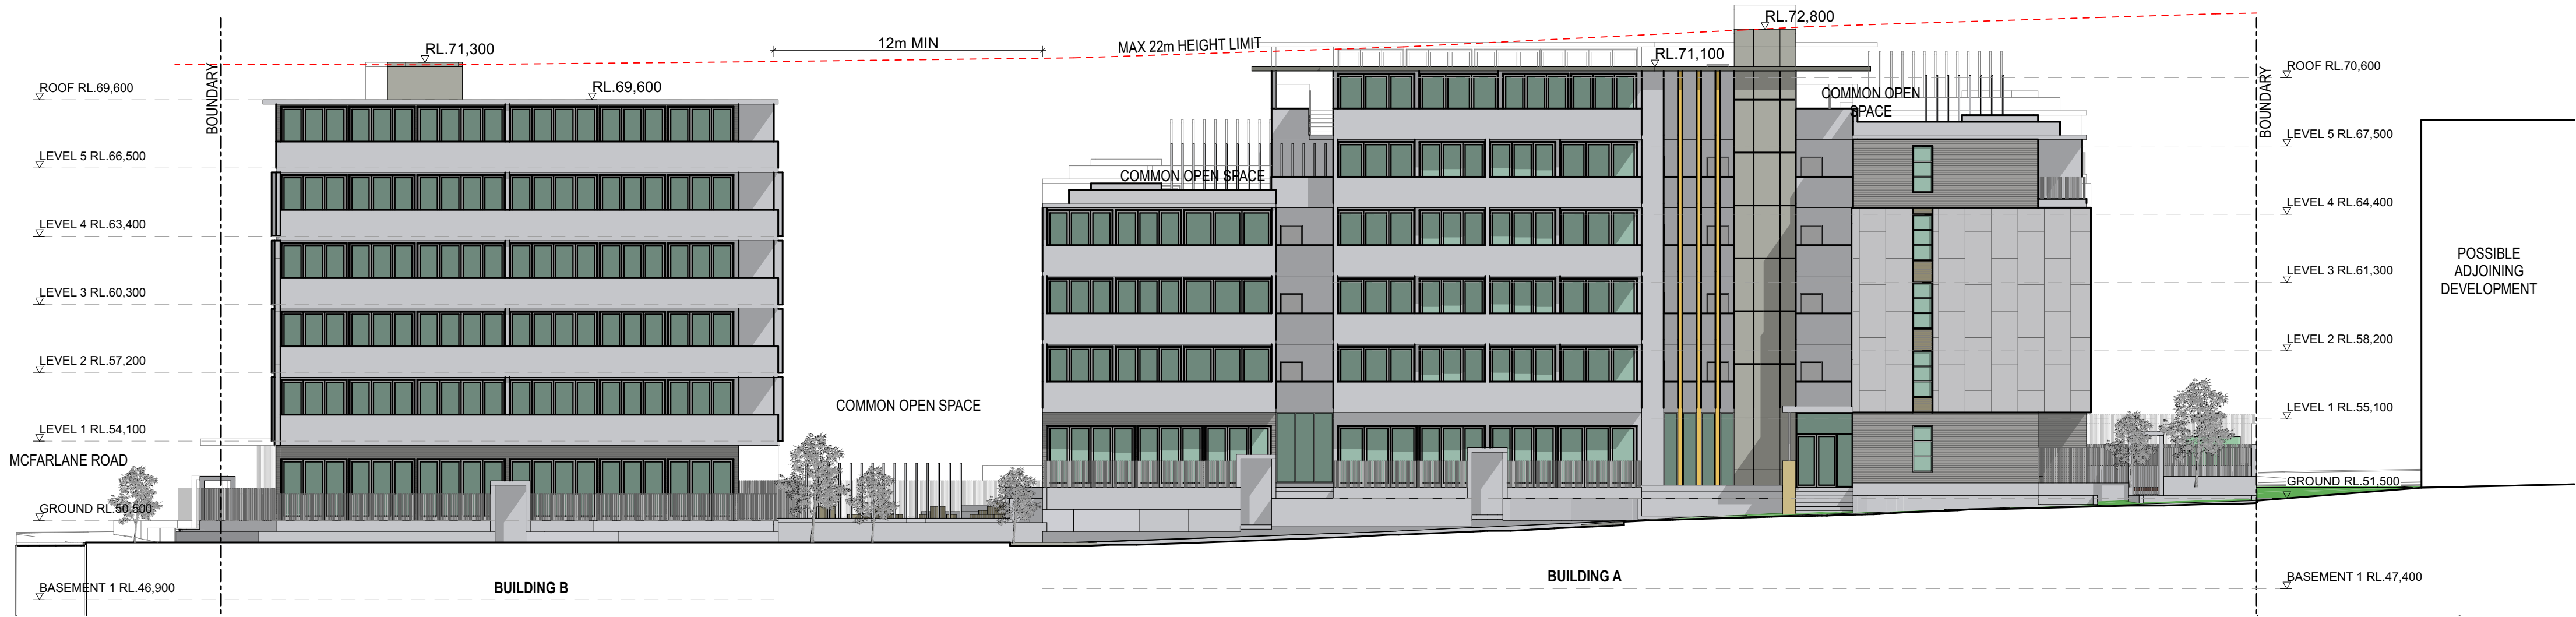 RL.72,800
RL.71,300
12m MIN
MAX 22m HEIGHT LIMIT
RL.71,100
BOUNDARY
BOUNDARY
ROOF RL.69,600
RL.69,600
COMMON OPEN
SPACE
ROOF RL.70,600
LEVEL 5 RL.66,500
COMMON OPEN SPACE
LEVEL 5 RL.67,500
LEVEL 4 RL.63,400
LEVEL 4 RL.64,400
LEVEL 3 RL.60,300
LEVEL 3 RL.61,300
POSSIBLE
ADJOINING
DEVELOPMENT
LEVEL 2 RL.57,200
LEVEL 2 RL.58,200
COMMON OPEN SPACE
LEVEL 1 RL.54,100
LEVEL 1 RL.55,100
MCFARLANE ROAD
GROUND RL.50,500
GROUND RL.51,500
BASEMENT 1 RL.46,900
BUILDING B
BUILDING A
BASEMENT 1 RL.47,400